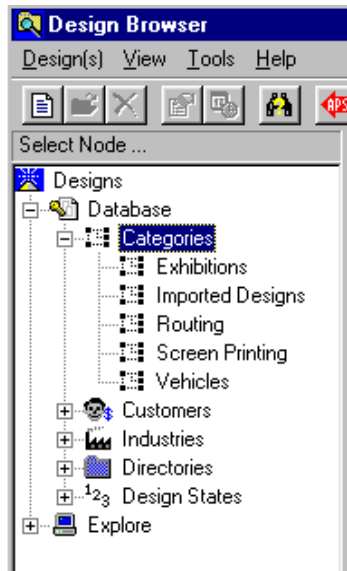 Design Browser
Design(s) View Tools Help
APS
Select Node ...
Designs
Database
Categories
Exhibitions
Imported Designs
Routing
Screen Printing
Vehicles
Customers
Industries
Directories
123 Design States
Explore